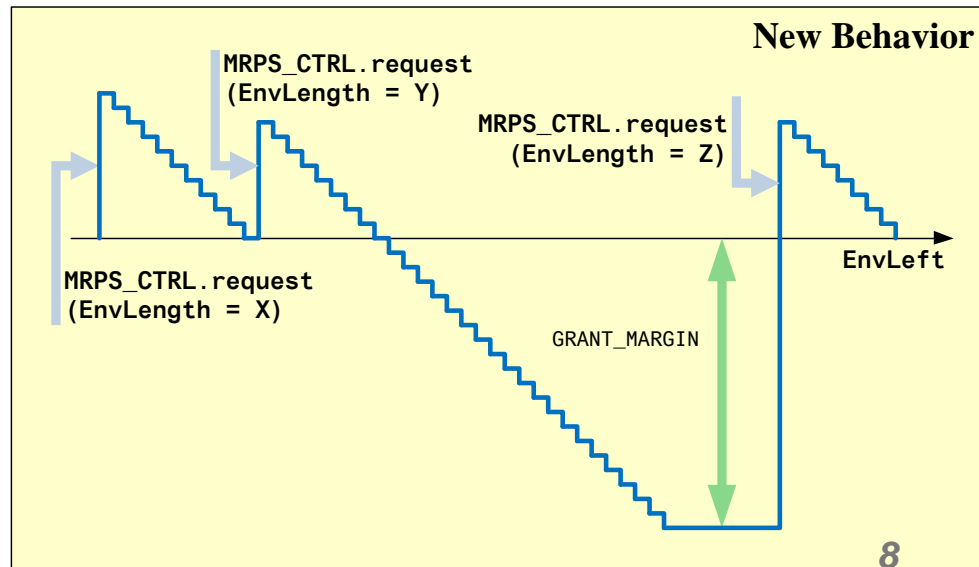 New Behavior
MRPS_CTRL.request
(EnvLength = Y)
MRPS_CTRL.request
(EnvLength = Z)
EnvLeft
MRPS_CTRL.request
(EnvLength = X)
GRANT_MARGIN
8